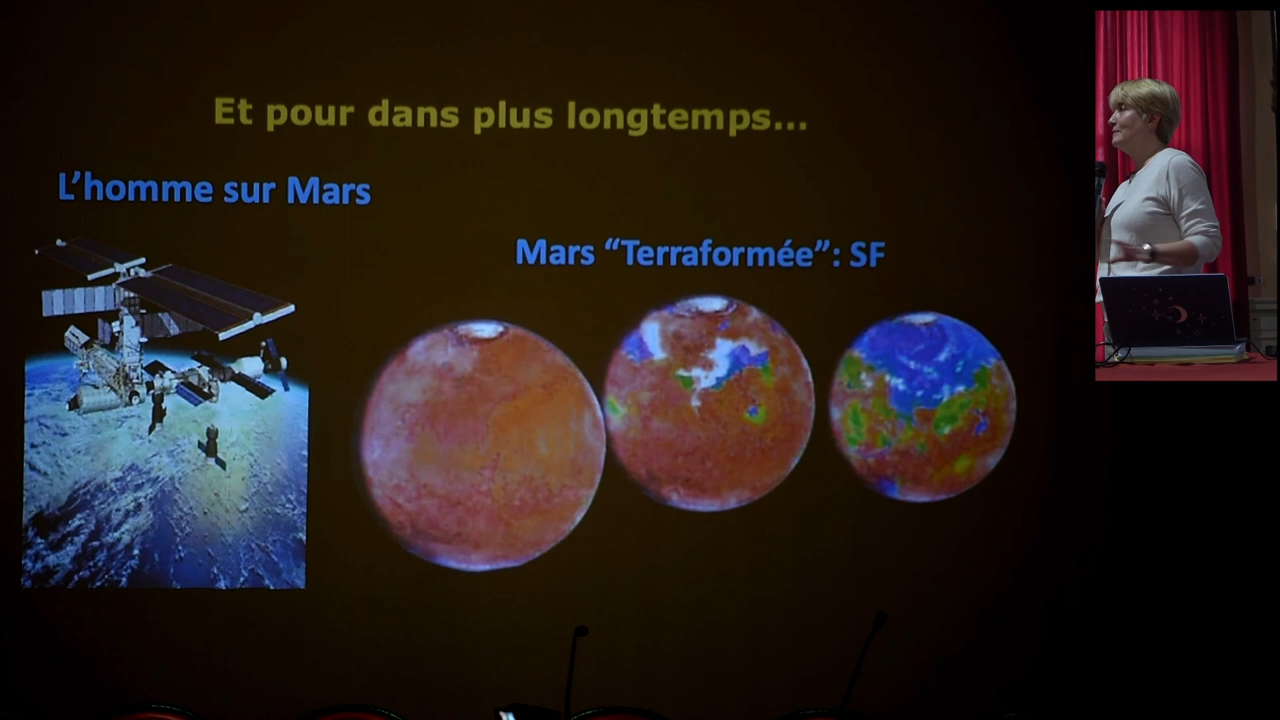 Et pour dans plus longtemps...
L’homme sur Mars
Mars “Terraformée”: SF